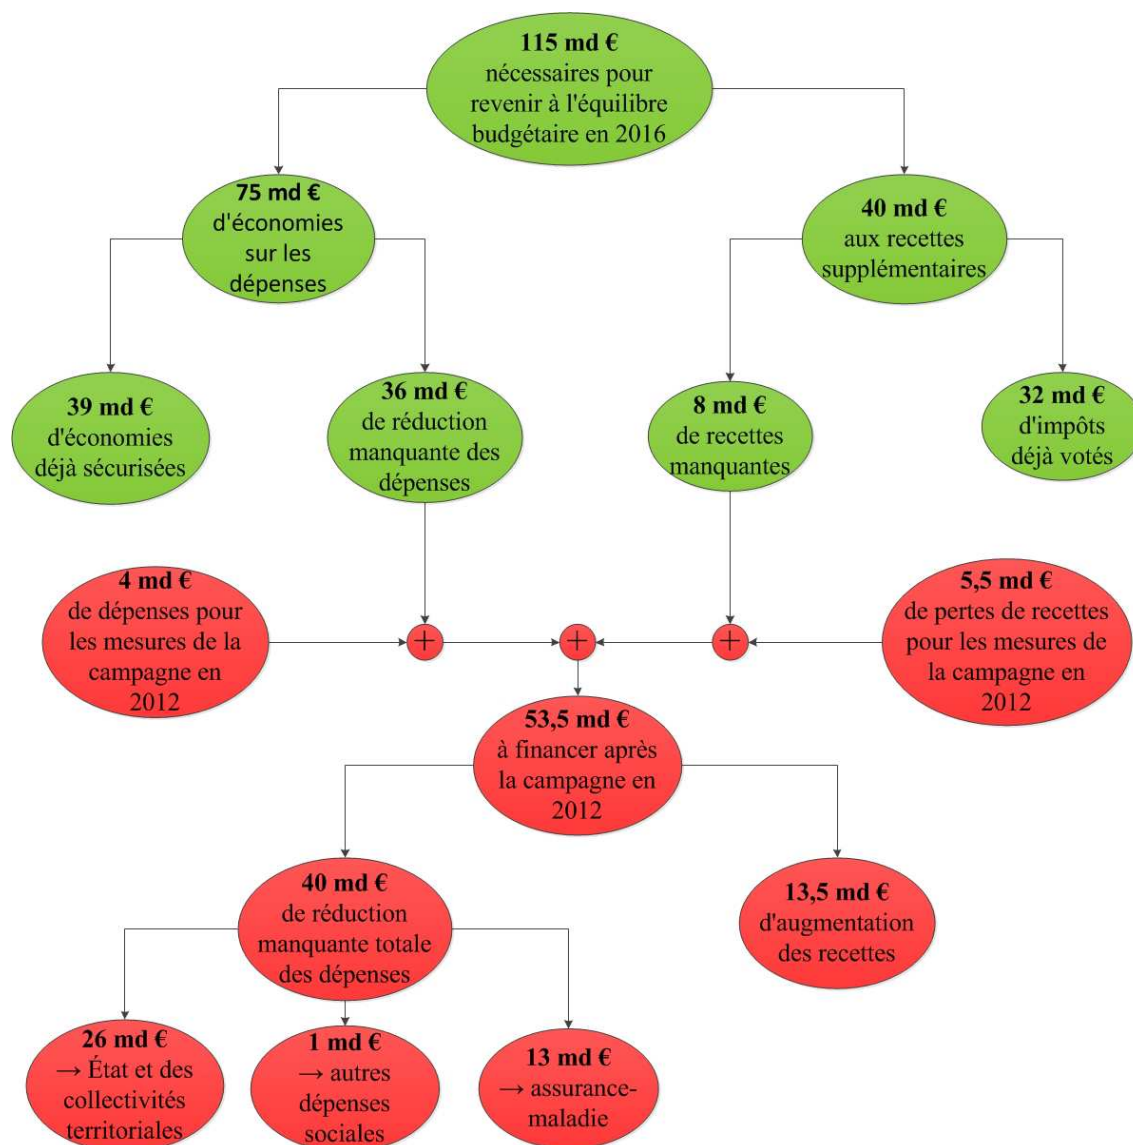 115 md €
nécessaires pour
revenir à l'équilibre
budgétaire en 2016
75 md €
d'économies
sur les
dépenses
40 md €
aux recettes
supplémentaires
39 md €
d'économies
déjà sécurisées
36 md €
de réduction
manquante des
dépenses
8 md €
de recettes
manquantes
32 md €
d'impôts
déjà votés
4 md €
de dépenses pour
les mesures de la
campagne en
2012
+
+
+
5,5 md €
de pertes de recettes
pour les mesures de
la campagne en
2012
53,5 md €
à financer après
la campagne en
2012
40 md €
de réduction
manquante totale
des dépenses
13,5 md €
d'augmentation
des recettes
26 md €
→ État et des
collectivités
territoriales
1 md €
→ autres
dépenses
sociales
13 md €
→ assurance-
maladie